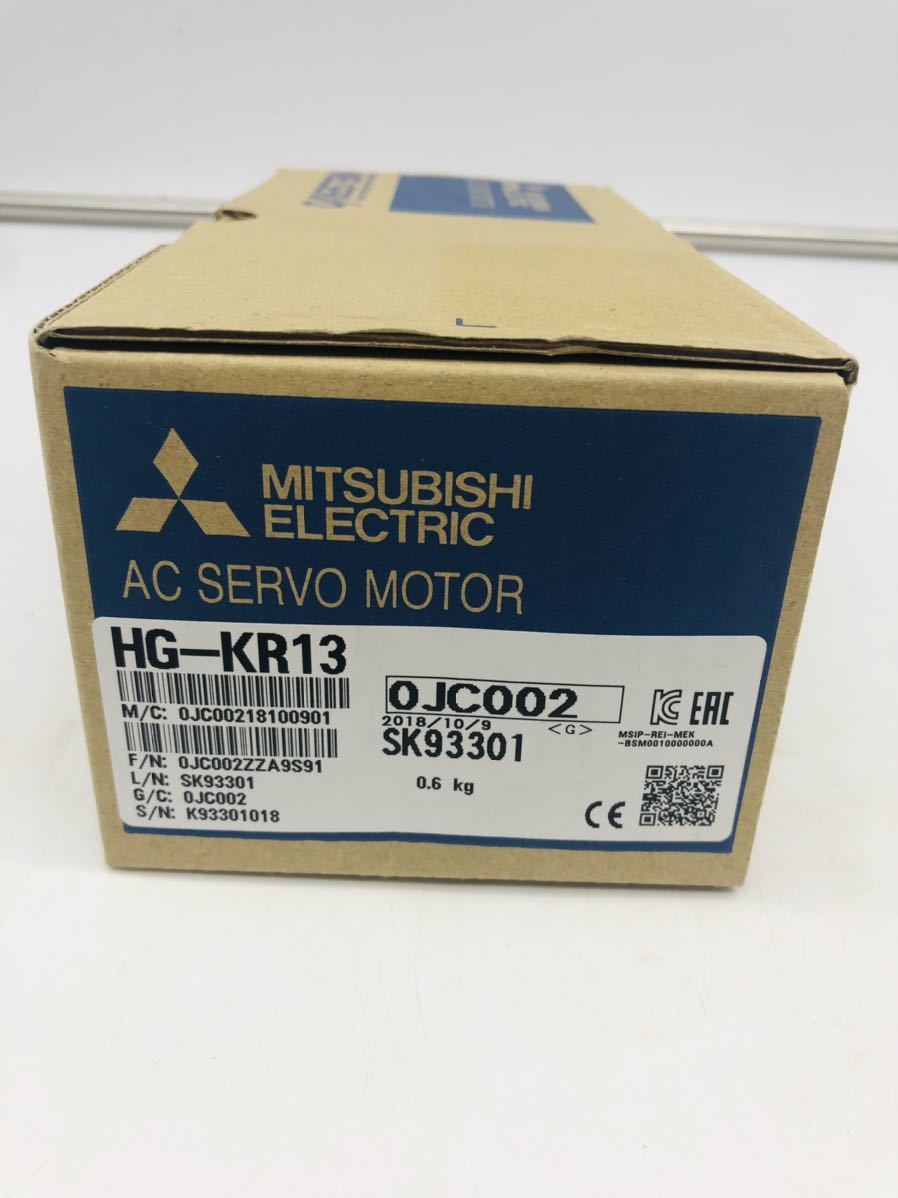 MITSUBISHI
ELECTRIC
AC SERVO MOTOR
HG-KR13
M/C: 0JC00218100901
F/N: 0JC002ZZA9S91
L/N: SK93301
G/C: 0JC002
S/N: K93301018
0JC002
2018/10/9 <G>
SK93301
0.6 kg
EAC
MSIP-REI-MEK
-BSM0010000000A
CE